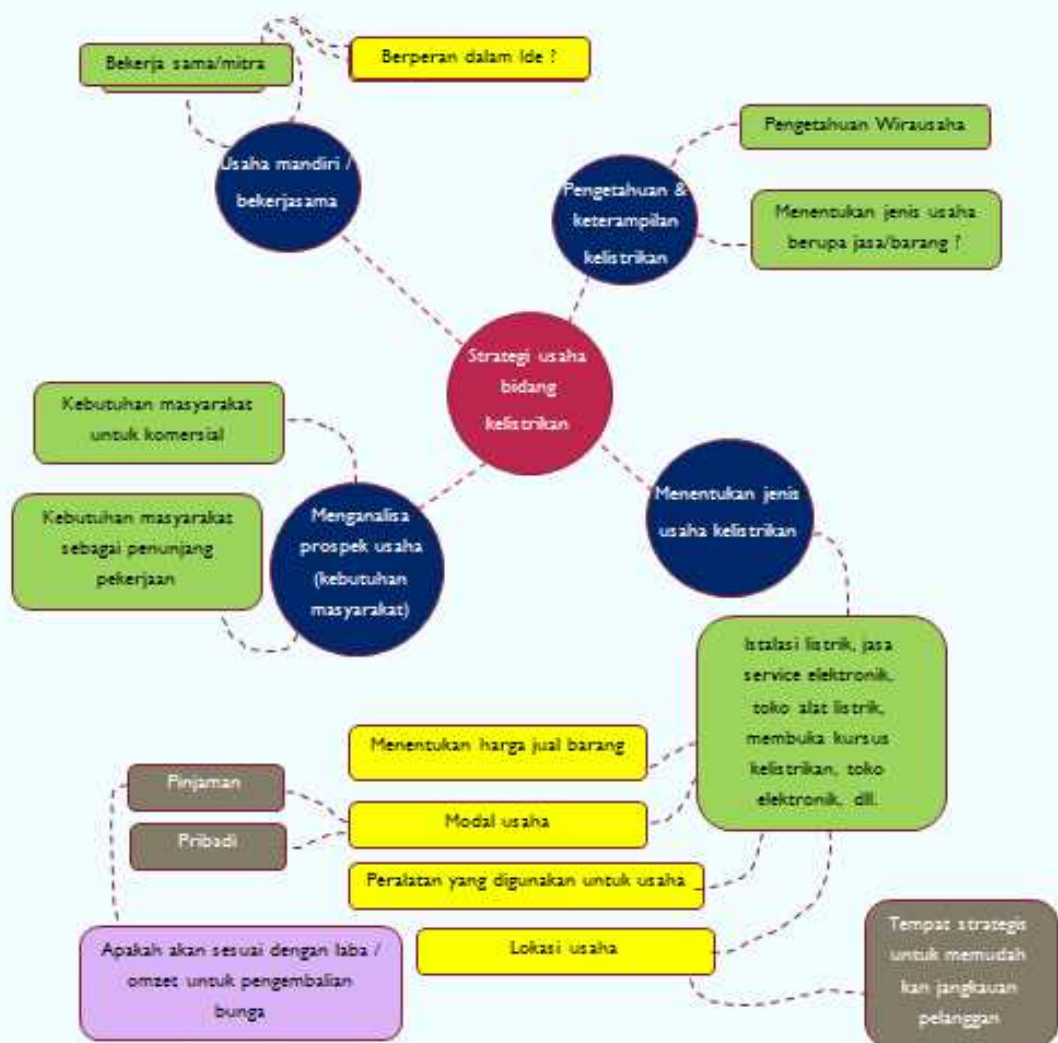 Bekerja sama/mitra
Berperan dalam Ide ?
Usaha mandiri /
bekerjasama
Pengetahuan Wirausaha
Pengetahuan &
keterampilan
kelistrikan
Menentukan jenis usaha
berupa jasa/barang ?
Strategi usaha
bidang
kelistrikan
Kebutuhan masyarakat
untuk komersial
Kebutuhan masyarakat
sebagai penunjang
pekerjaan
Menganalisa
prospek usaha
(kebutuhan
masyarakat)
Menentukan jenis
usaha kelistrikan
Istalasi listrik, jasa
service elektronik,
toko alat listrik,
membuka kursus
kelistrikan, toko
elektronik, dll.
Menentukan harga jual barang
Pinjaman
Modal usaha
Pribadi
Peralatan yang digunakan untuk usaha
Apakah akan sesuai dengan laba /
omzet untuk pengembalian
bunga
Lokasi usaha
Tempat strategis
untuk memudah
kan jangkauan
pelanggan